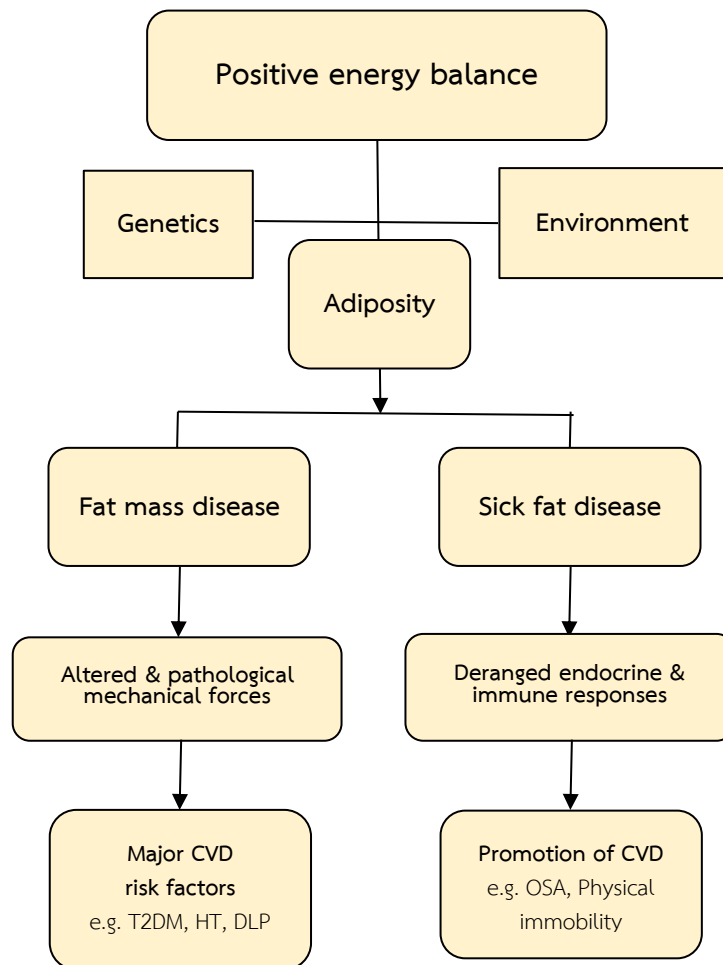 Positive energy balance
Genetics
Environment
Adiposity
Fat mass disease
Sick fat disease
Altered & pathological
mechanical forces
Deranged endocrine &
immune responses
Major CVD
risk factors
e.g. T2DM, HT, DLP
Promotion of CVD
e.g. OSA, Physical
immobility